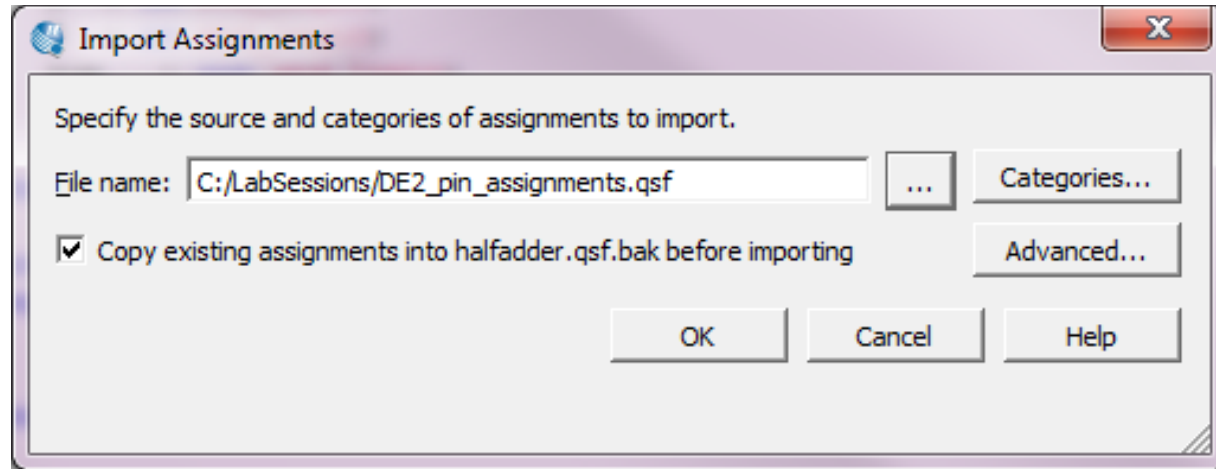 Import Assignments
Specify the source and categories of assignments to import.
File name: C:/LabSessions/DE2_pin_assignments.qsf ... Categories...
Copy existing assignments into halfadder.qsf.bak before importing Advanced...
OK Cancel Help